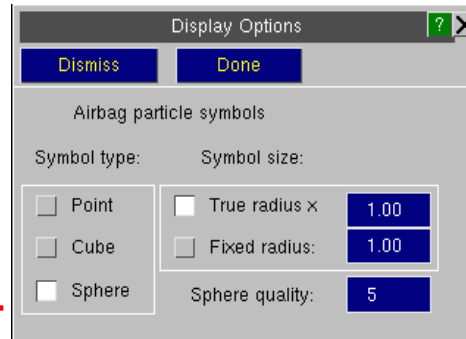 Display Options ? X
Dismiss Done
Airbag particle symbols
Symbol type: Symbol size:
Point True radius x 1.00
Cube Fixed radius: 1.00
Sphere Sphere quality: 5